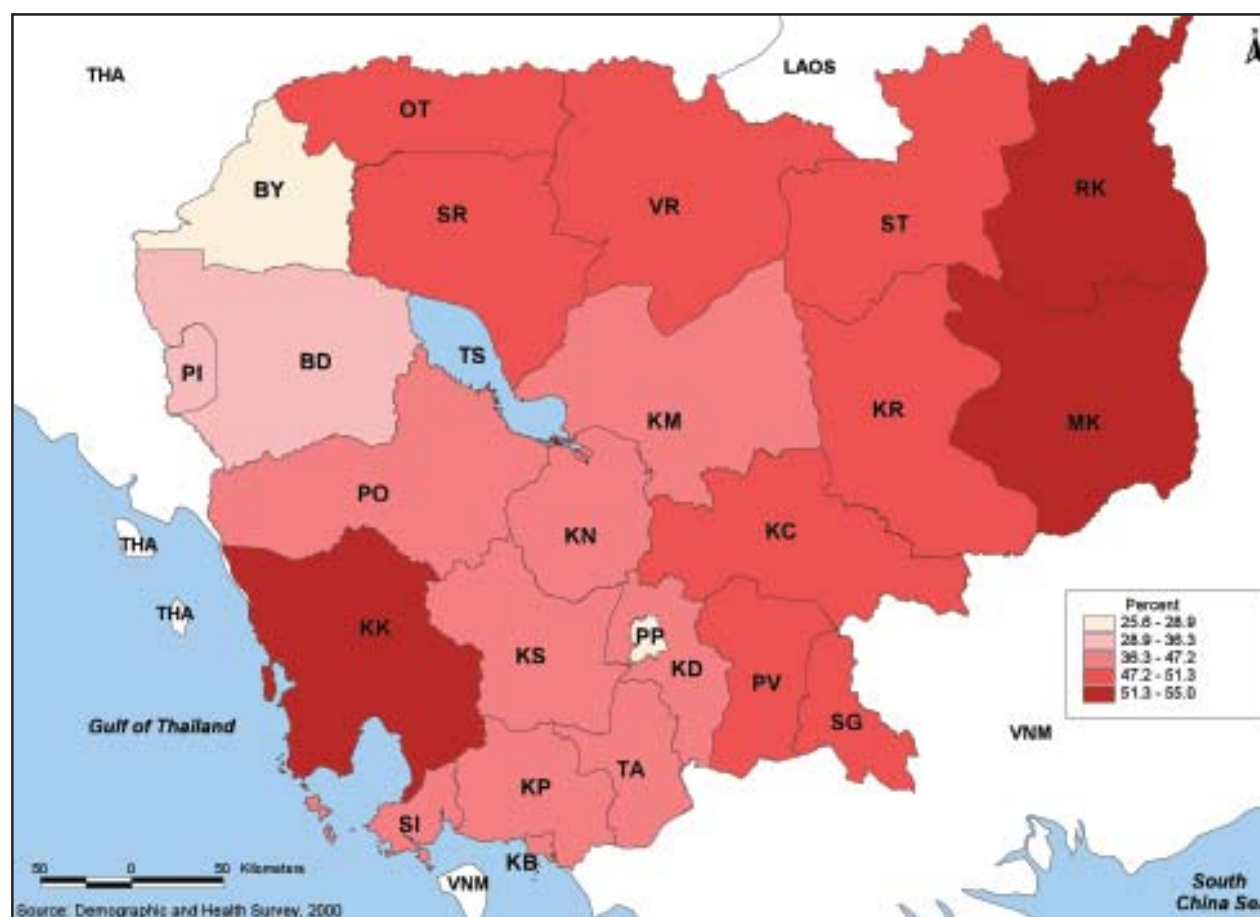 THA
LAOS
OT
BY
SR
VR
ST
RK
TS
PI
BD
KM
KR
MK
PO
KN
KC
THA
THA
KK
KS
PP
KD
PV
SG
Percent
25.6 - 28.9
28.9 - 36.3
36.3 - 47.2
47.2 - 51.3
51.3 - 55.0
Gulf of Thailand
VNM
TA
KP
SI
KB
VNM
50 0 50 Kilometers
South
China Se
Source: Demographic and Health Survey, 2000